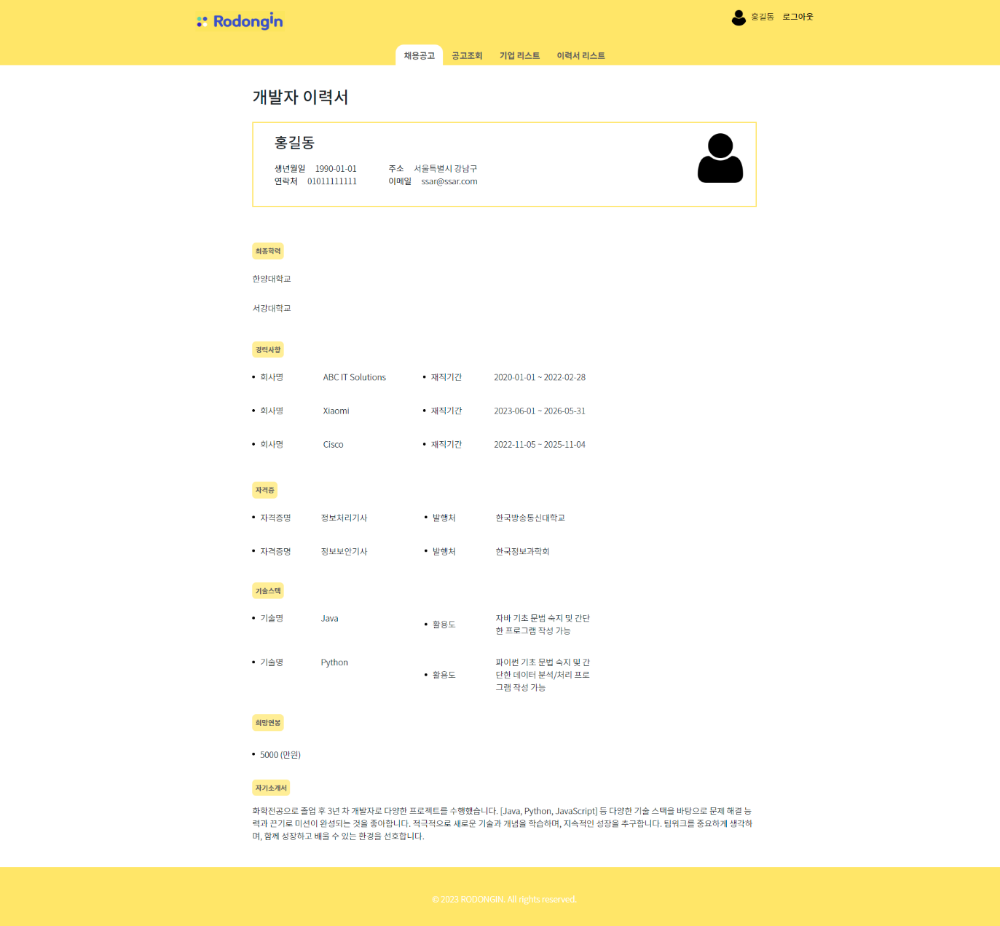 Rodongin
홍길동 로그아웃
채용공고 공고조회 기업 리스트 이력서 리스트
개발자 이력서
홍길동
생년월일 1990-01-01 주소 서울특별시 강남구
연락처 01011111111 이메일 ssar@ssar.com
최종학력
한양대학교
서강대학교
경력사항
회사명 ABC IT Solutions 재직기간 2020-01-01 ~ 2022-02-28
회사명 Xiaomi 재직기간 2023-06-01 ~ 2026-05-31
회사명 Cisco 재직기간 2022-11-05 ~ 2025-11-04
자격증
자격증명 정보처리기사 발행처 한국방송통신대학교
자격증명 정보보안기사 발행처 한국정보과학회
기술스텍
기술명 Java 활용도 자바 기초 문법 숙지 및 간단
한 프로그램 작성 가능
기술명 Python 활용도 파이썬 기초 문법 숙지 및 간
단한 데이터 분석/처리 프로
그램 작성 가능
희망연봉
5000 (만원)
자기소개서
화학전공으로 졸업 후 3년 차 개발자로 다양한 프로젝트를 수행했습니다. [Java, Python, JavaScript] 등 다양한 기술 스택을 바탕으로 문제 해결 능
력과 끈기로 미션이 완성되는 것을 좋아합니다. 적극적으로 새로운 기술과 개념을 학습하며, 지속적인 성장을 추구합니다. 팀워크를 중요하게 생각하
며, 함께 성장하고 배울 수 있는 환경을 선호합니다.
© 2023 RODONGIN. All rights reserved.